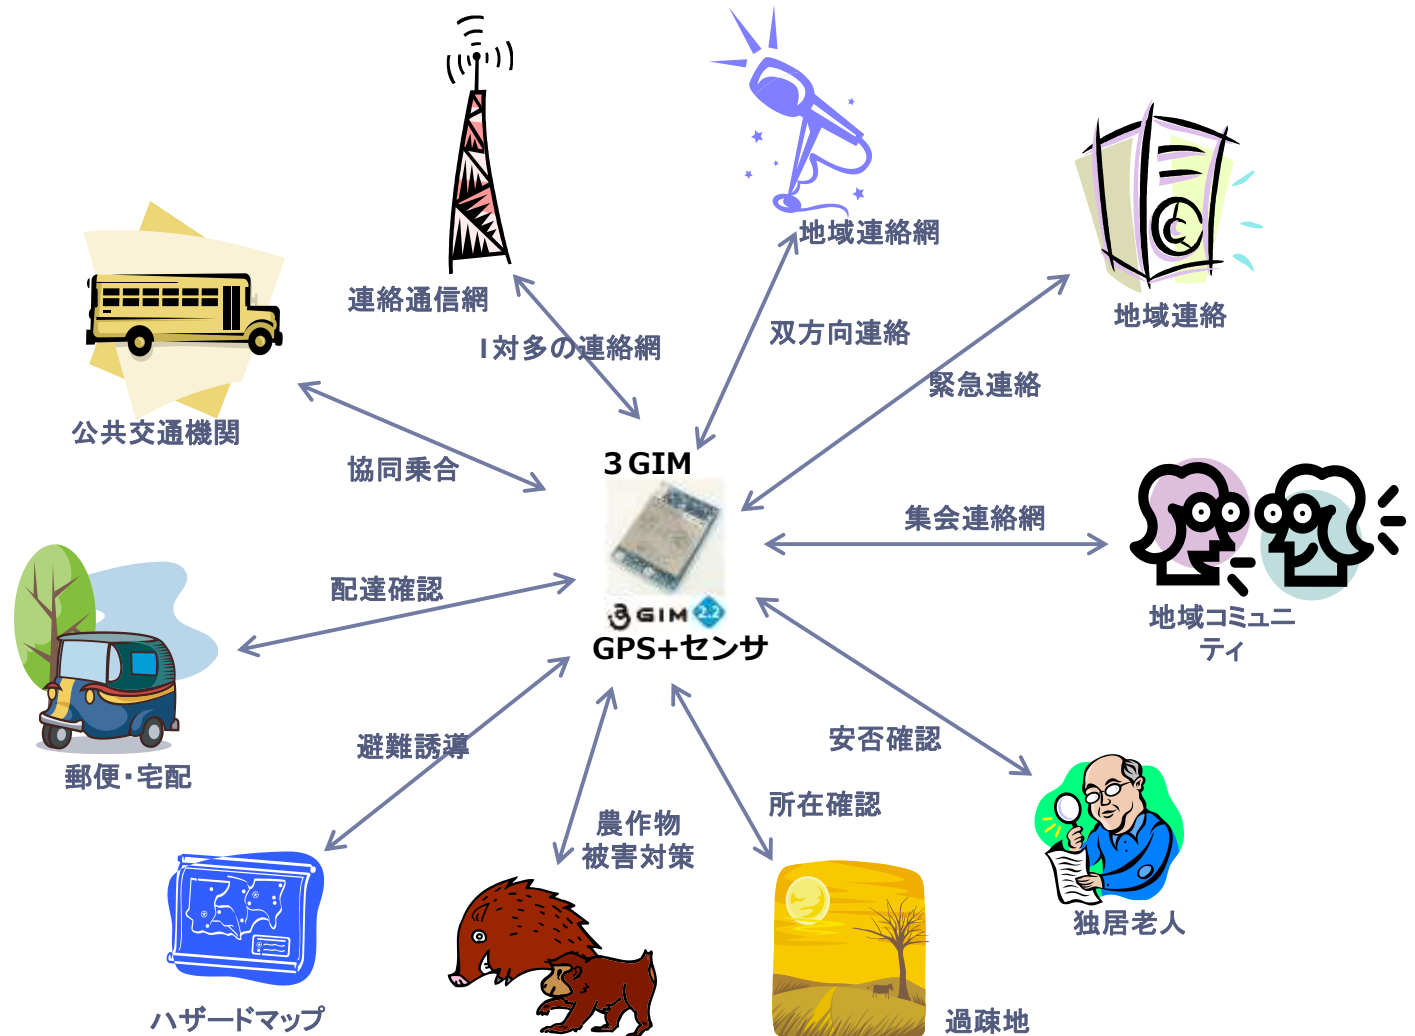 地域連絡網
連絡通信網
地域連絡
双方向連絡
1対多の連絡網
緊急連絡
公共交通機関
協同乗合
3GIM
集会連絡網
配達確認
3GIM 2.2
GPS+センサ
地域コミュニ
ティ
避難誘導
安否確認
郵便・宅配
所在確認
農作物
被害対策
独居老人
ハザードマップ
過疎地